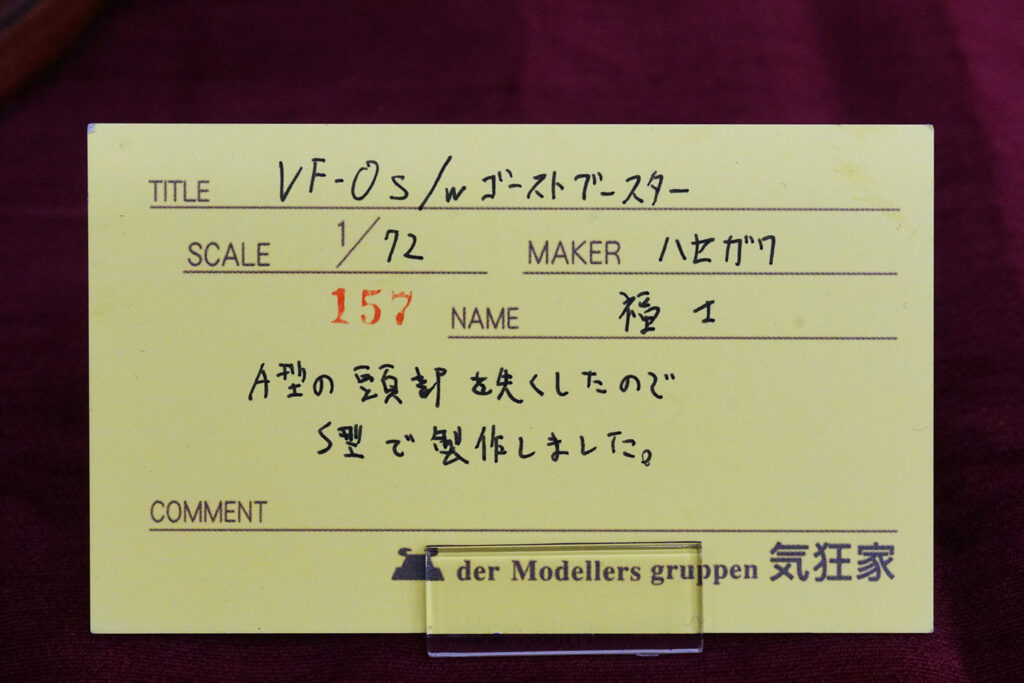 TITLE VF-0S/w ゴーストブースター
SCALE 1/72 MAKER ハセガワ
157 NAME 福士
A型の頭部を失くしたので
S型で製作しました。
COMMENT
der Modellers gruppen 気狂家